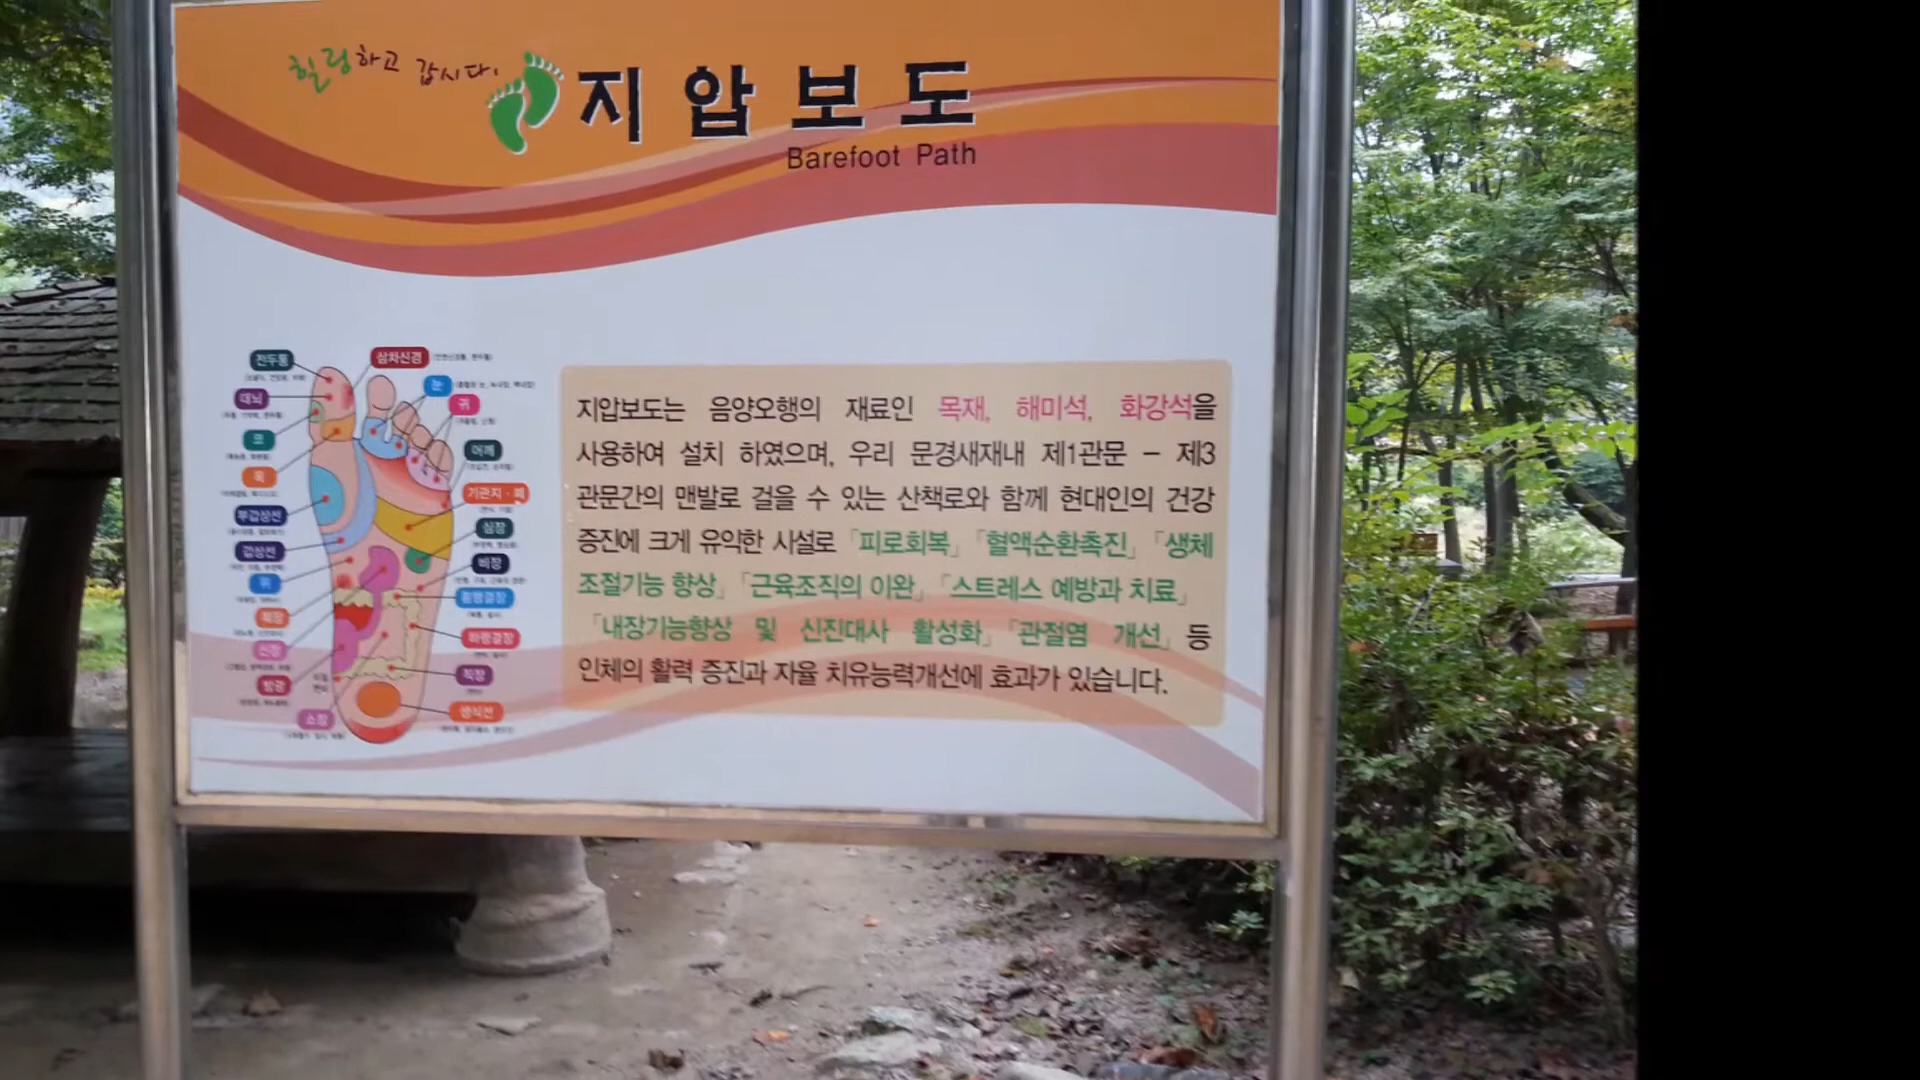 힐링하고 갑시다.
지압보도
Barefoot Path
전두통
삼차신경
대뇌
눈
귀
코
어깨
목
기관지·폐
부갑상선
심장
갑상선
비장
위
횡행결장
췌장
하행결장
신장
직장
방광
생식선
소장
지압보도는 음양오행의 재료인 목재, 해미석, 화강석을
사용하여 설치 하였으며, 우리 문경새재내 제1관문 - 제3
관문간의 맨발로 걸을 수 있는 산책로와 함께 현대인의 건강
증진에 크게 유익한 시설로 「피로회복」「혈액순환촉진」「생체
조절기능 향상」「근육조직의 이완」「스트레스 예방과 치료」
「내장기능향상 및 신진대사 활성화」「관절염 개선」 등
인체의 활력 증진과 자율 치유능력개선에 효과가 있습니다.